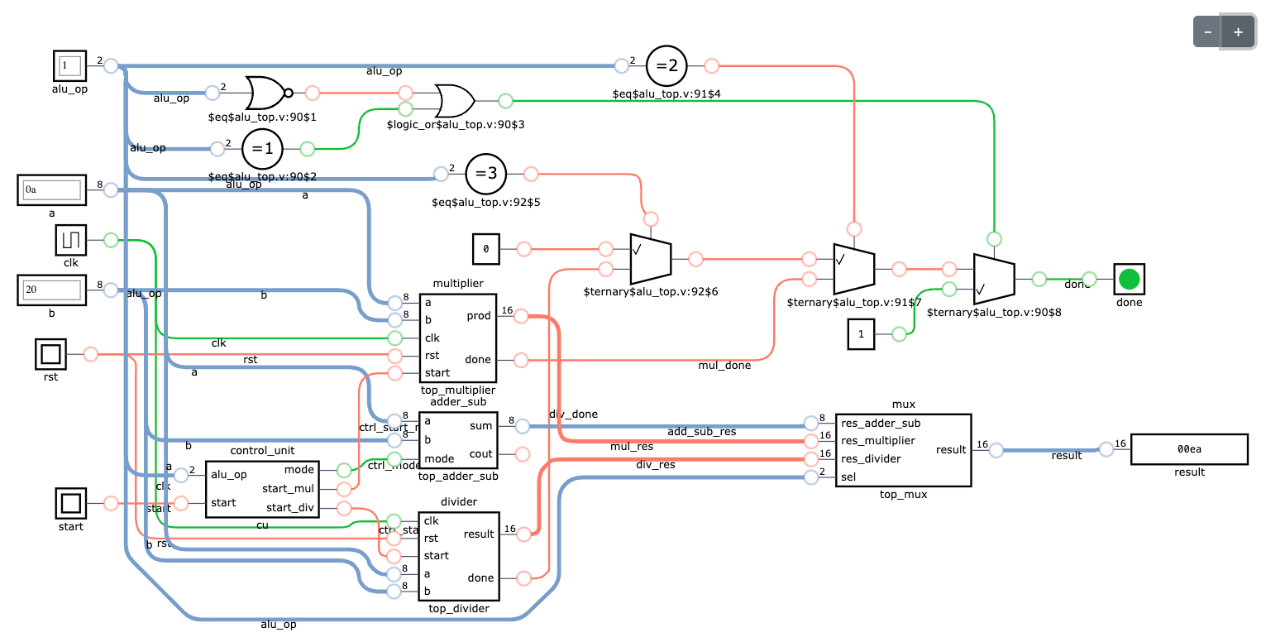 − +
1
2
alu_op
alu_op
2
=2
$eq$alu_top.v:91$4
alu_op
2
$eq$alu_top.v:90$1
$logic_or$alu_top.v:90$3
alu_op
2
=1
$eq$alu_top.v:90$2
alu_op
2
=3
$eq$alu_top.v:92$5
0a
8
a
a
clk
0
✓
$ternary$alu_top.v:92$6
✓
$ternary$alu_top.v:91$7
✓
$ternary$alu_top.v:90$8
done
done
1
20
8
b
alu_op
b
multiplier
8
a
8
b
clk
rst
start
prod
16
done
top_multiplier
clk
rst
rst
a
mul_done
adder_sub
8
a
8
b
mode
sum
8
cout
top_adder_sub
div_done
add_sub_res
mul_res
div_res
mux
8
res_adder_sub
16
res_multiplier
16
res_divider
2
sel
result
16
top_mux
result
16
00ea
result
b
control_unit
a
2
alu_op
start
mode
start_mul
start_div
cu
clk
start
start
ctrl_mode
divider
clk
rst
start
8
a
8
b
result
16
done
top_divider
b
rst
alu_op